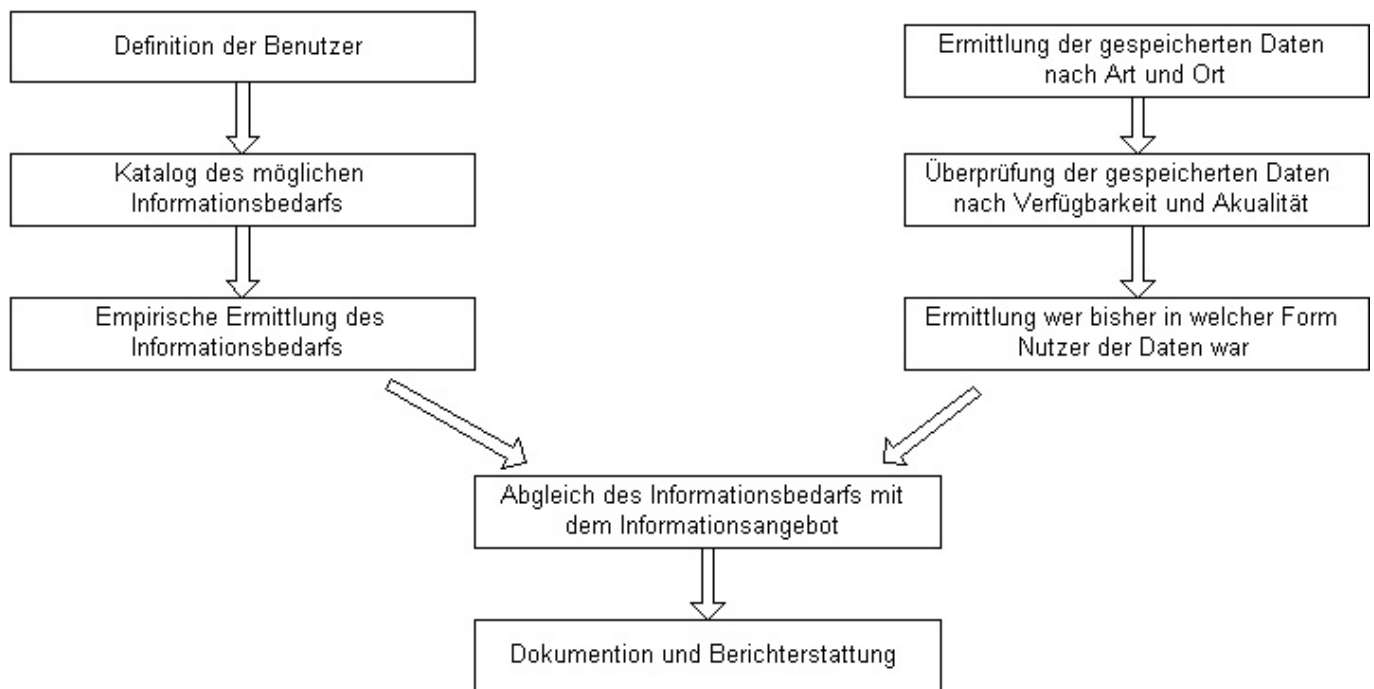 Definition der Benutzer
Katalog des möglichen
Informationsbedarfs
Empirische Ermittlung des
Informationsbedarfs
Ermittlung der gespeicherten Daten
nach Art und Ort
Überprüfung der gespeicherten Daten
nach Verfügbarkeit und Akualität
Ermittlung wer bisher in welcher Form
Nutzer der Daten war
Abgleich des Informationsbedarfs mit
dem Informationsangebot
Dokumention und Berichterstattung